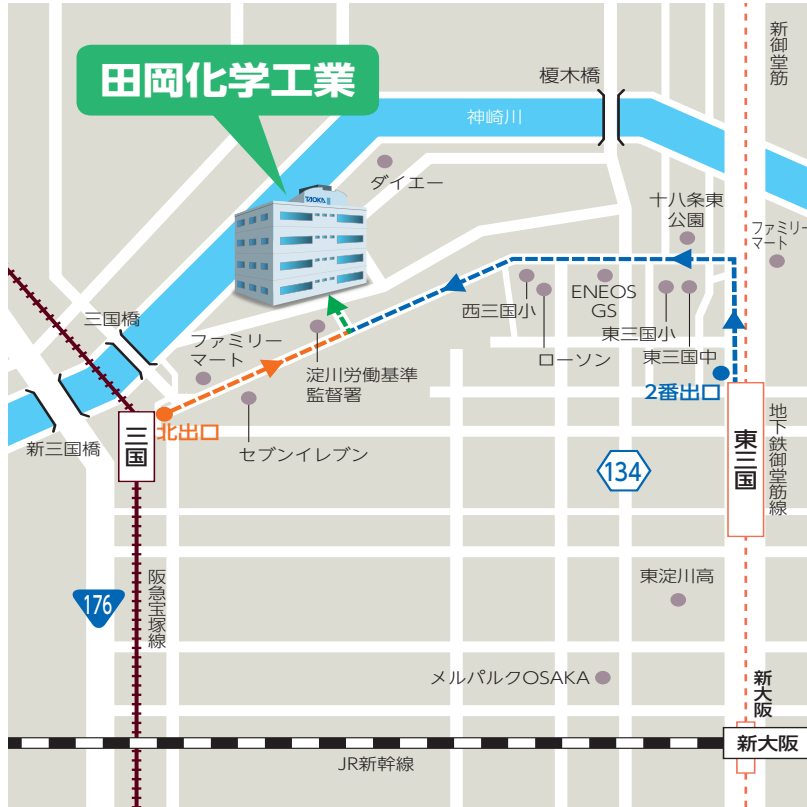 新御堂筋
榎木橋
田岡化学工業
神崎川
ダイエー
TAOKA
十八条東
公園
ファミリー
マート
西三国小
ENEOS
GS
東三国小
ローソン
東三国中
三国橋
ファミリー
マート
淀川労働基準
監督署
2番出口
新三国橋
三国
北出口
セブンイレブン
134
東三国
地下鉄御堂筋線
176
阪急宝塚線
東淀川高
メルパルクOSAKA
新大阪
新大阪
JR新幹線